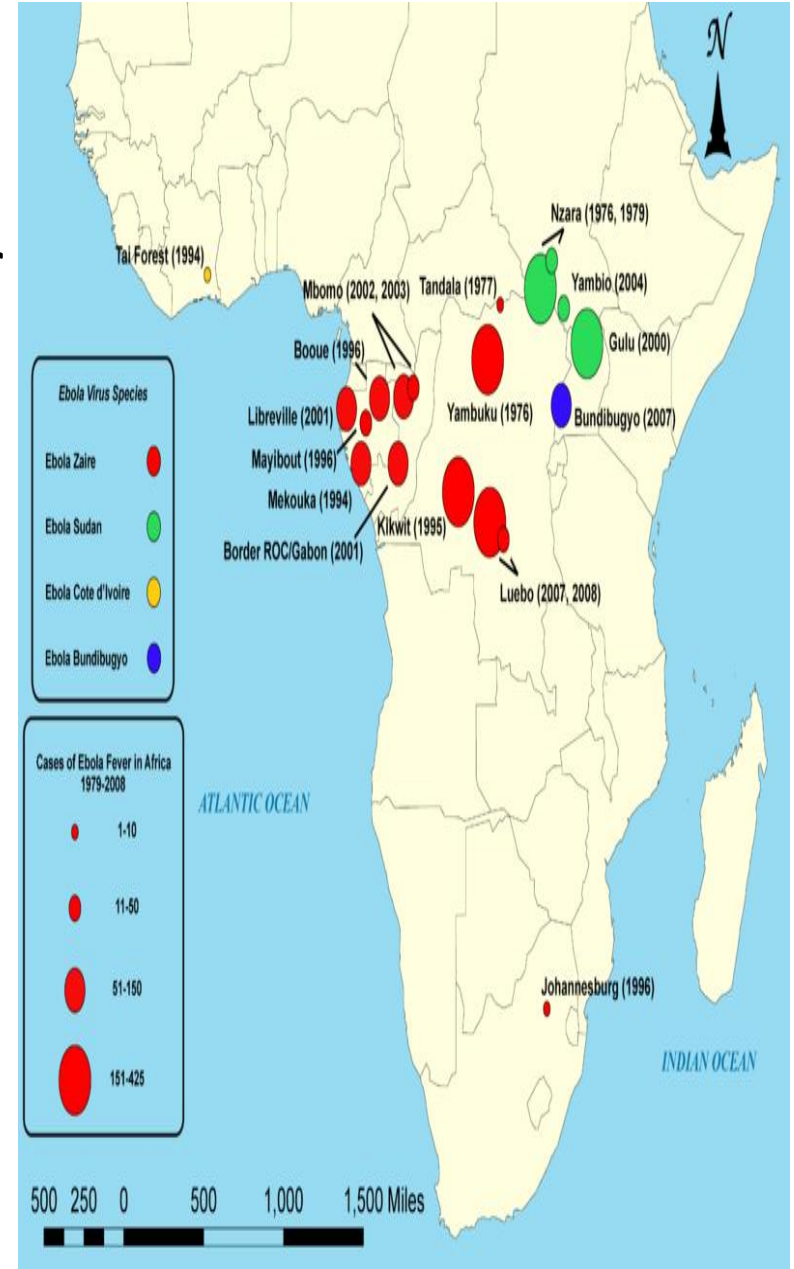 N
Nzara (1976, 1979)
Tai Forest (1994)
Mbomo (2002, 2003)
Tandala (1977)
Yambio (2004)
Booue (1996)
Gulu (2000)
Libreville (2001)
Yambuku (1976)
Bundibugyo (2007)
Mayibout (1996)
Mekouka (1994)
Kikwit (1995)
Border ROC/Gabon (2001)
Luebo (2007, 2008)
Ebola Virus Species
Ebola Zaire
Ebola Sudan
Ebola Cote d'Ivoire
Ebola Bundibugyo
Cases of Ebola Fever in Africa
1979-2008
1-10
11-50
51-150
151-425
ATLANTIC OCEAN
Johannesburg (1996)
INDIAN OCEAN
500 250 0 500 1,000 1,500 Miles